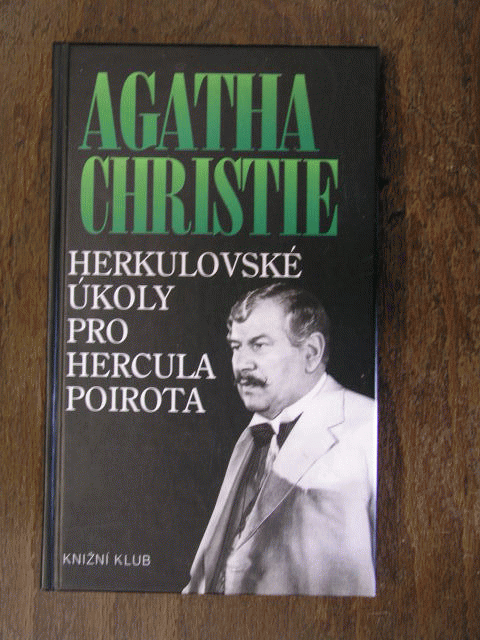 AGATHA
CHRISTIE
HERKULOVSKÉ
ÚKOLY
PRO
HERCULA
POIROTA
KNIŽNÍ KLUB